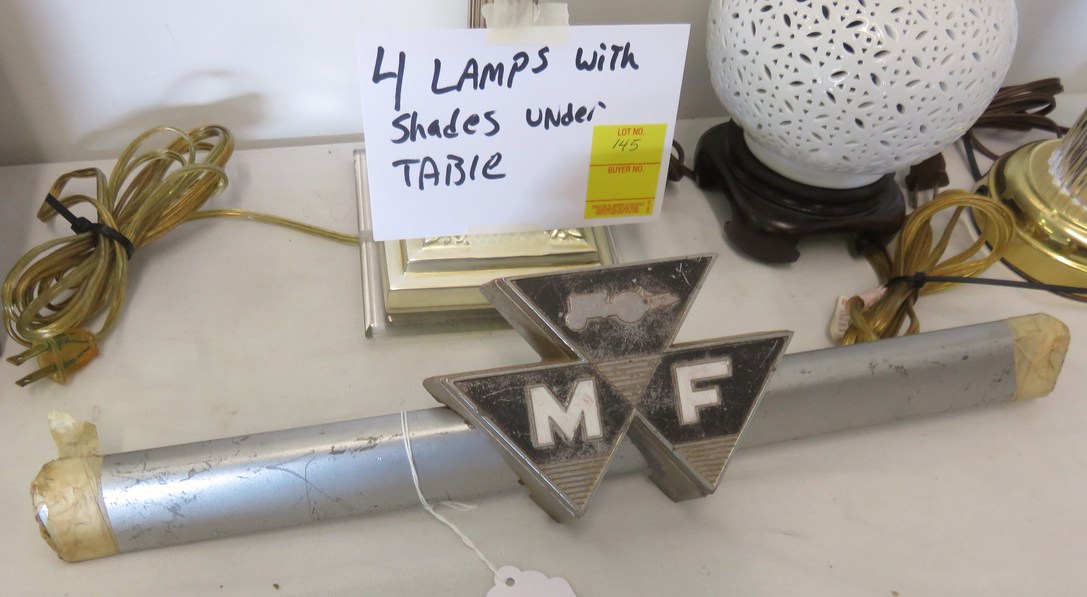 4 LAMPS with
shades under
TABle
LOT NO.
145
BUYER NO.
M F